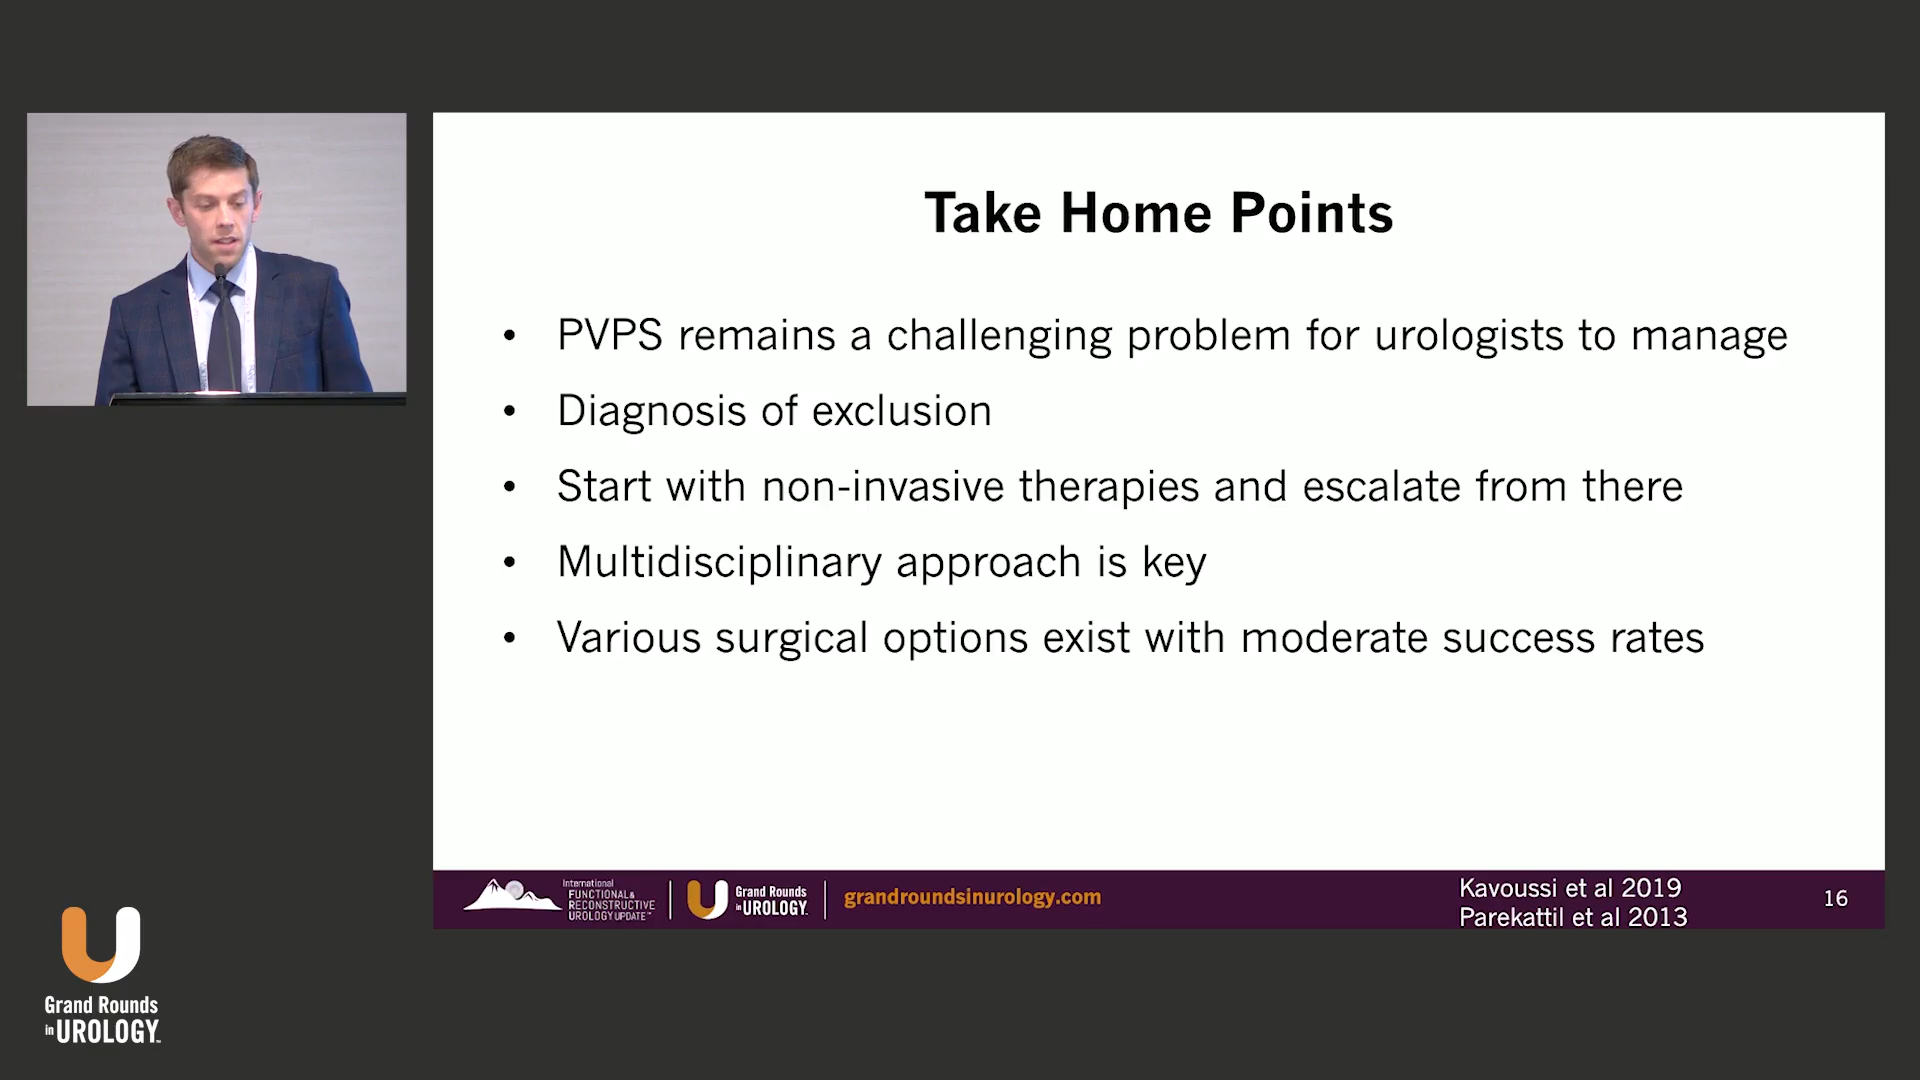 Take Home Points
• PVPS remains a challenging problem for urologists to manage
• Diagnosis of exclusion
• Start with non-invasive therapies and escalate from there
• Multidisciplinary approach is key
• Various surgical options exist with moderate success rates
International
FUNCTIONAL &
RECONSTRUCTIVE
UROLOGY UPDATE™
Grand Rounds
in UROLOGY.
grandroundsinurology.com
Kavoussi et al 2019
Parekattil et al 2013
16
Grand Rounds
in UROLOGY™